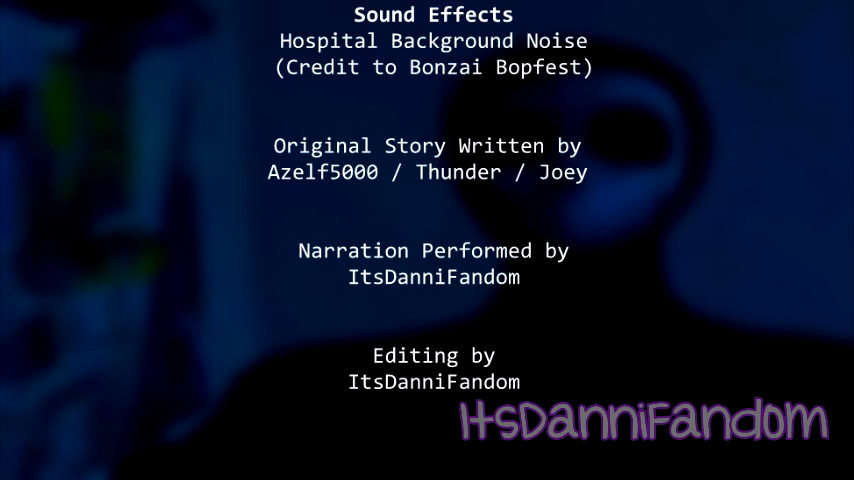 Sound Effects
Hospital Background Noise
(Credit to Bonzai Bopfest)
Original Story Written by
Azelf5000 / Thunder / Joey
Narration Performed by
ItsDanniFandom
Editing by
ItsDanniFandom
ItsDanniFandom